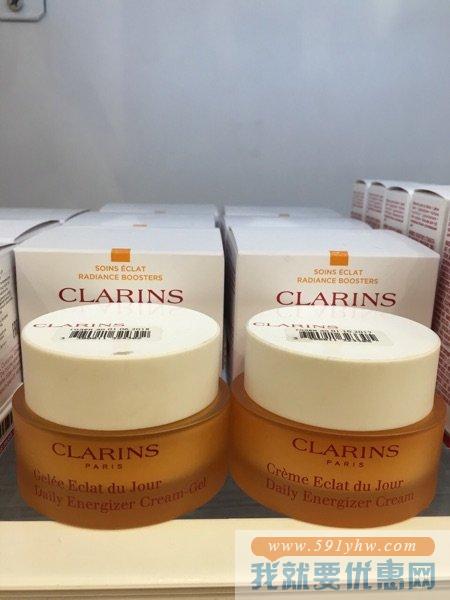 SOINS ÉCLAT
RADIANCE BOOSTERS
CLARINS
SOINS ÉCLAT
RADIANCE BOOSTERS
CLARINS
CLARINS
CLARINS
CLARINS
PARIS
Gelée Eclat du Jour
Daily Energizer Cream-Gel
CLARINS
PARIS
Crème Eclat du Jour
Daily Energizer Cream
www.591yhw.com
我就要优惠网